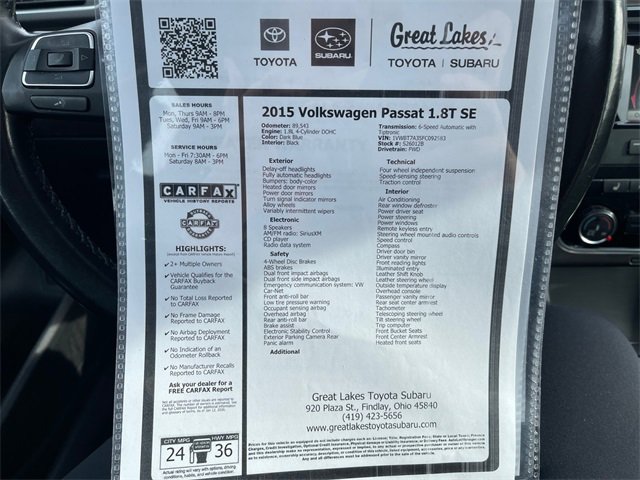 TOYOTA
SUBARU
Great Lakes
TOYOTA | SUBARU
SALES HOURS
Mon, Thurs 9AM - 8PM
Tues, Wed, Fri 9AM - 6PM
Saturday 9AM - 3PM
SERVICE HOURS
Mon - Fri 7:30AM - 6PM
Saturday 8AM - 3PM
CARFAX
VEHICLE HISTORY REPORTS
HIGHLIGHTS:
✓ 2+ Multiple Owners
✓ Vehicle Qualifies for the
CARFAX Buyback
Guarantee
✓ No Total Loss Reported
to CARFAX
✓ No Frame Damage
Reported to CARFAX
✓ No Airbag Deployment
Reported to CARFAX
✓ No Indication of an
Odometer Rollback
✓ No Manufacturer Recalls
Reported to CARFAX
Ask your dealer for a
FREE CARFAX Report
CITY MPG
HWY MPG
24
36
2015 Volkswagen Passat 1.8T SE
Odometer: 89,543
Engine: 1.8L 4-Cylinder DOHC
Color: Dark Blue
Interior: Black
Transmission: 6-Speed Automatic with
Tiptronic
Stock #: S26012B
Drivetrain: FWD
Exterior
Delay-off headlights
Fully automatic headlights
Bumpers: body-color
Heated door mirrors
Power door mirrors
Turn signal indicator mirrors
Alloy wheels
Variably intermittent wipers
Electronic
8 Speakers
AM/FM radio: SiriusXM
CD player
Radio data system
Safety
4-Wheel Disc Brakes
ABS brakes
Dual front impact airbags
Dual front side impact airbags
Emergency communication system: VW
Car-Net
Front anti-roll bar
Low tire pressure warning
Occupant sensing airbag
Overhead airbag
Rear anti-roll bar
Brake assist
Electronic Stability Control
Exterior Parking Camera Rear
Panic alarm
Additional
Technical
Four wheel independent suspension
Speed-sensing steering
Traction control
Interior
Air Conditioning
Rear window defroster
Power driver seat
Power steering
Power windows
Remote keyless entry
Steering wheel mounted audio controls
Speed control
Compass
Driver door bin
Driver vanity mirror
Front reading lights
Illuminated entry
Leather Shift Knob
Leather steering wheel
Outside temperature display
Overhead console
Passenger vanity mirror
Rear seat center armrest
Tachometer
Telescoping steering wheel
Tilt steering wheel
Trip computer
Front Bucket Seats
Front Center Armrest
Heated front seats
Great Lakes Toyota Subaru
920 Plaza St., Findlay, Ohio 45840
(419) 423-5656
www.greatlakestoyotasubaru.com